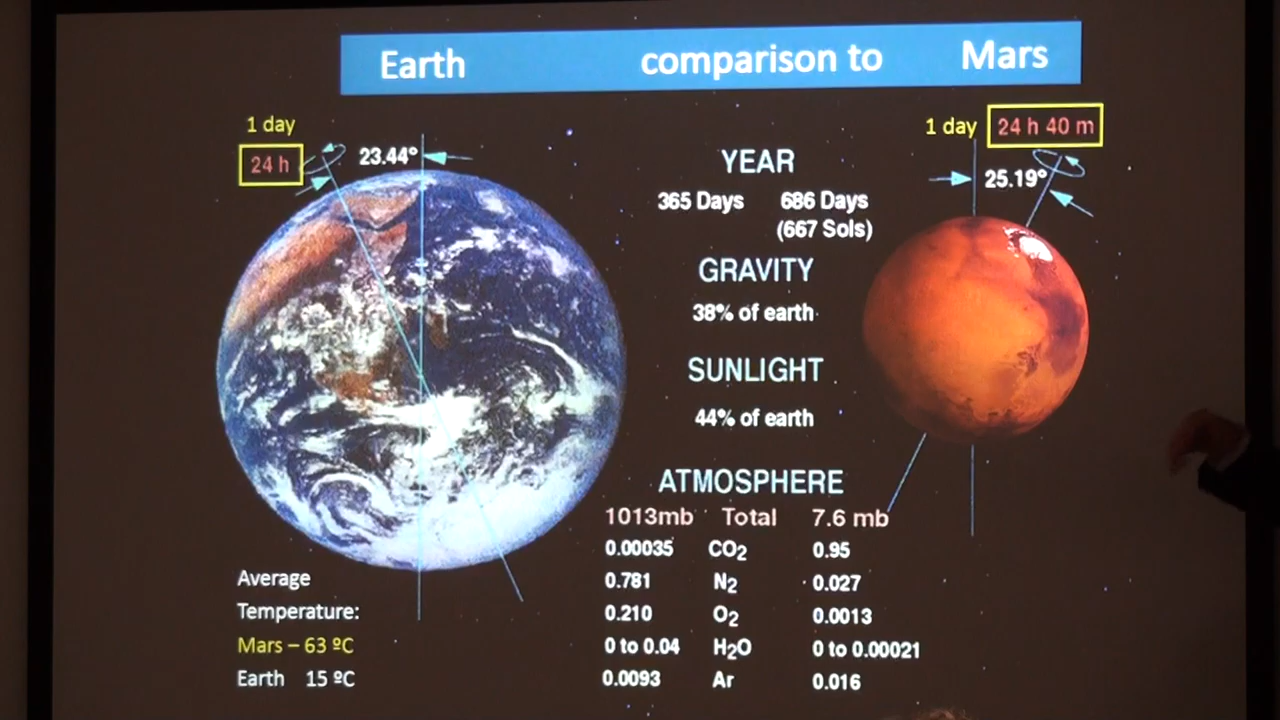 Earth comparison to Mars
1 day
24 h
23.44°
1 day 24 h 40 m
25.19°
YEAR
365 Days 686 Days
(667 Sols)
GRAVITY
38% of earth
SUNLIGHT
44% of earth
ATMOSPHERE
1013mb Total 7.6 mb
0.00035 CO2 0.95
0.781 N2 0.027
0.210 O2 0.0013
0 to 0.04 H2O 0 to 0.00021
0.0093 Ar 0.016
Average
Temperature:
Mars – 63 ºC
Earth 15 ºC